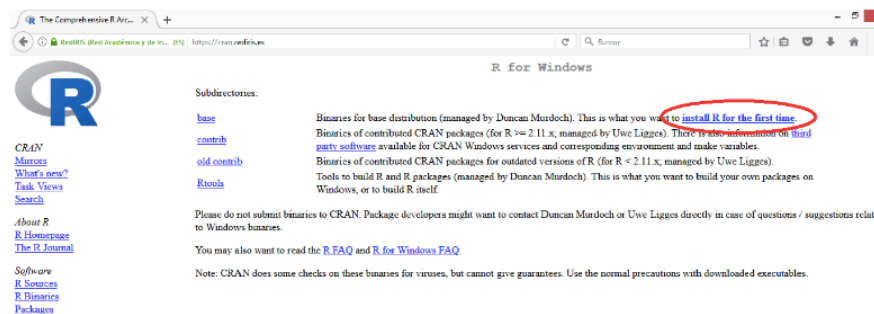 The Comprehensive R Arc...
RedIRIS (Red Académica y de in... (ES) https://cran.rediris.es
Buscar
R
R for Windows
Subdirectories:
base
Binaries for base distribution (managed by Duncan Murdoch). This is what you want to install R for the first time.
contrib
Binaries of contributed CRAN packages (for R >= 2.11.x; managed by Uwe Ligges). There is also information on third
party software available for CRAN Windows services and corresponding environment and make variables.
old contrib
Binaries of contributed CRAN packages for outdated versions of R (for R < 2.11.x; managed by Uwe Ligges).
Rtools
Tools to build R and R packages (managed by Duncan Murdoch). This is what you want to build your own packages on
Windows, or to build R itself.
Please do not submit binaries to CRAN. Package developers might want to contact Duncan Murdoch or Uwe Ligges directly in case of questions / suggestions relat
to Windows binaries.
You may also want to read the R FAQ and R for Windows FAQ.
Note: CRAN does some checks on these binaries for viruses, but cannot give guarantees. Use the normal precautions with downloaded executables.
CRAN
Mirrors
What's new?
Task Views
Search
About R
R Homepage
The R Journal
Software
R Sources
R Binaries
Packages